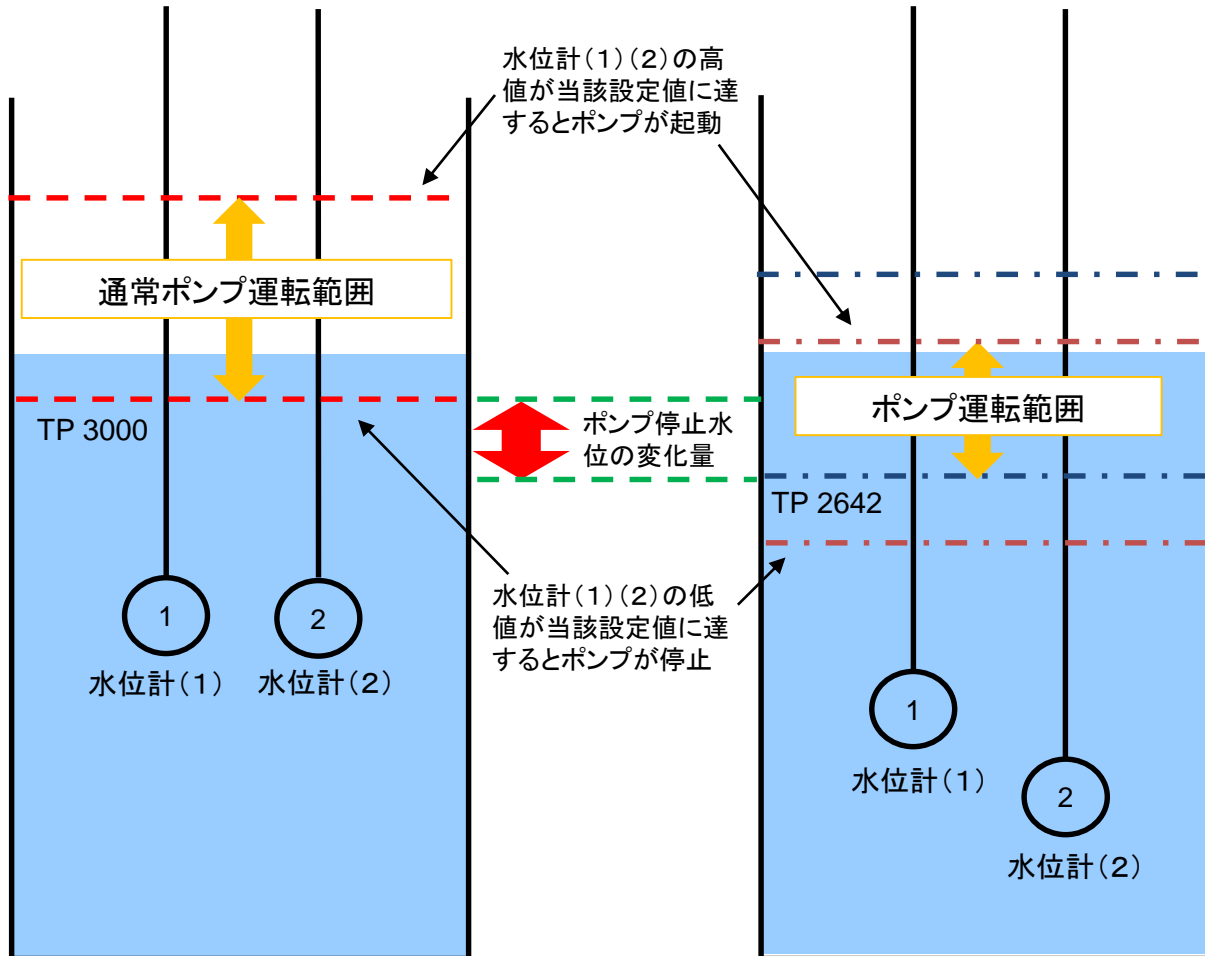 水位計(1)(2)の高
値が当該設定値に達
するとポンプが起動
通常ポンプ運転範囲
TP 3000
ポンプ停止水
位の変化量
ポンプ運転範囲
TP 2642
水位計(1)(2)の低
値が当該設定値に達
するとポンプが停止
1
2
水位計(1)
水位計(2)
1
水位計(1)
2
水位計(2)